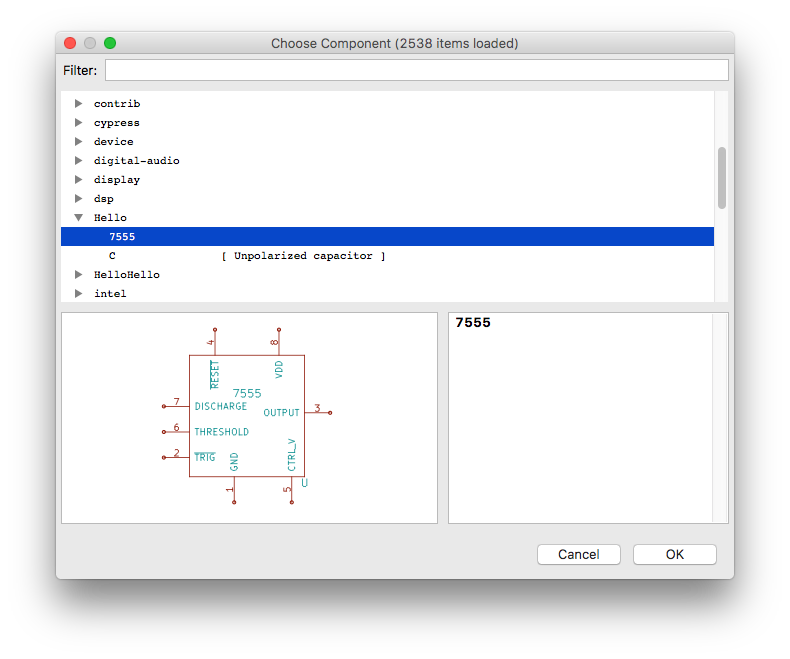 Choose Component (2538 items loaded)
Filter:
contrib
cypress
device
digital-audio
display
dsp
Hello
7555
C [ Unpolarized capacitor ]
HelloHello
intel
4 8
RESET VDD
7555
7 DISCHARGE
OUTPUT 3
6 THRESHOLD
2 TRIG
GND CTRL_V
1 5 U
7555
Cancel OK